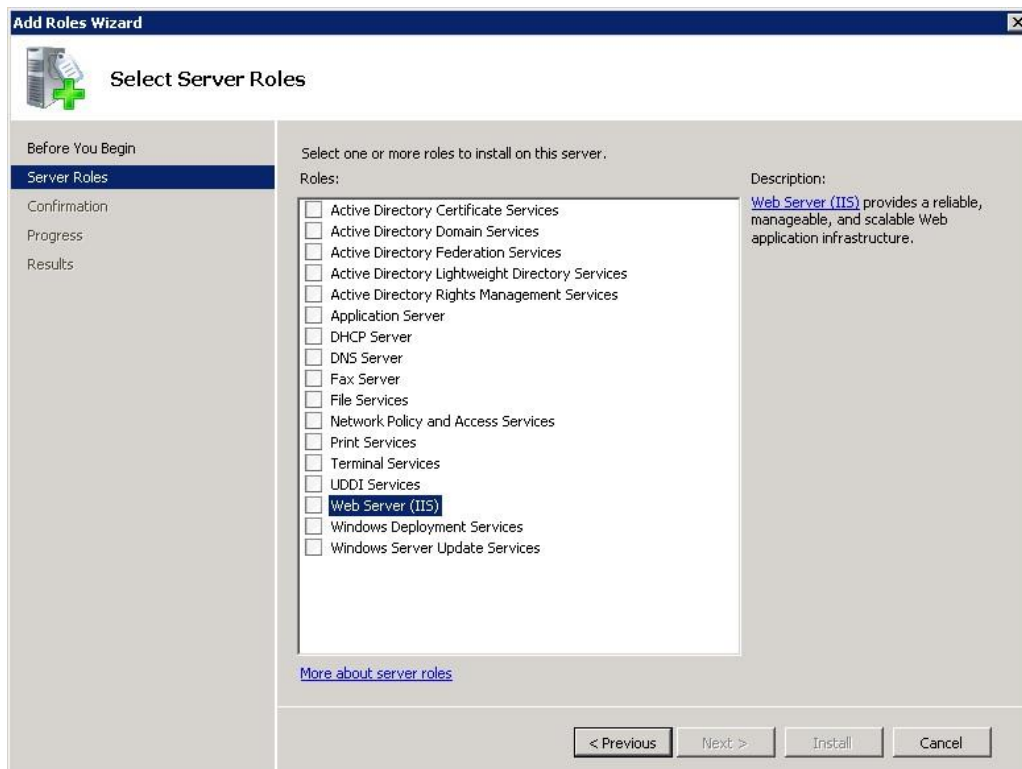 Add Roles Wizard
Select Server Roles
Before You Begin
Server Roles
Confirmation
Progress
Results
Select one or more roles to install on this server.
Roles:
Active Directory Certificate Services
Active Directory Domain Services
Active Directory Federation Services
Active Directory Lightweight Directory Services
Active Directory Rights Management Services
Application Server
DHCP Server
DNS Server
Fax Server
File Services
Network Policy and Access Services
Print Services
Terminal Services
UDDI Services
Web Server (IIS)
Windows Deployment Services
Windows Server Update Services
More about server roles
Description:
Web Server (IIS) provides a reliable,
manageable, and scalable Web
application infrastructure.
< Previous
Next >
Install
Cancel